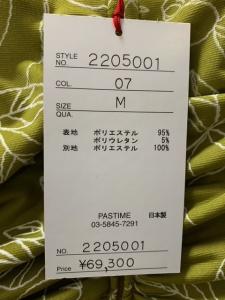 STYLE NO. 2205001
COL. 07
SIZE M
QUA.
表地 ポリエステル 95%
ポリウレタン 5%
別地 ポリエステル 100%
PASTIME 日本製
03-5845-7291
NO. 2205001
Price ¥69,300